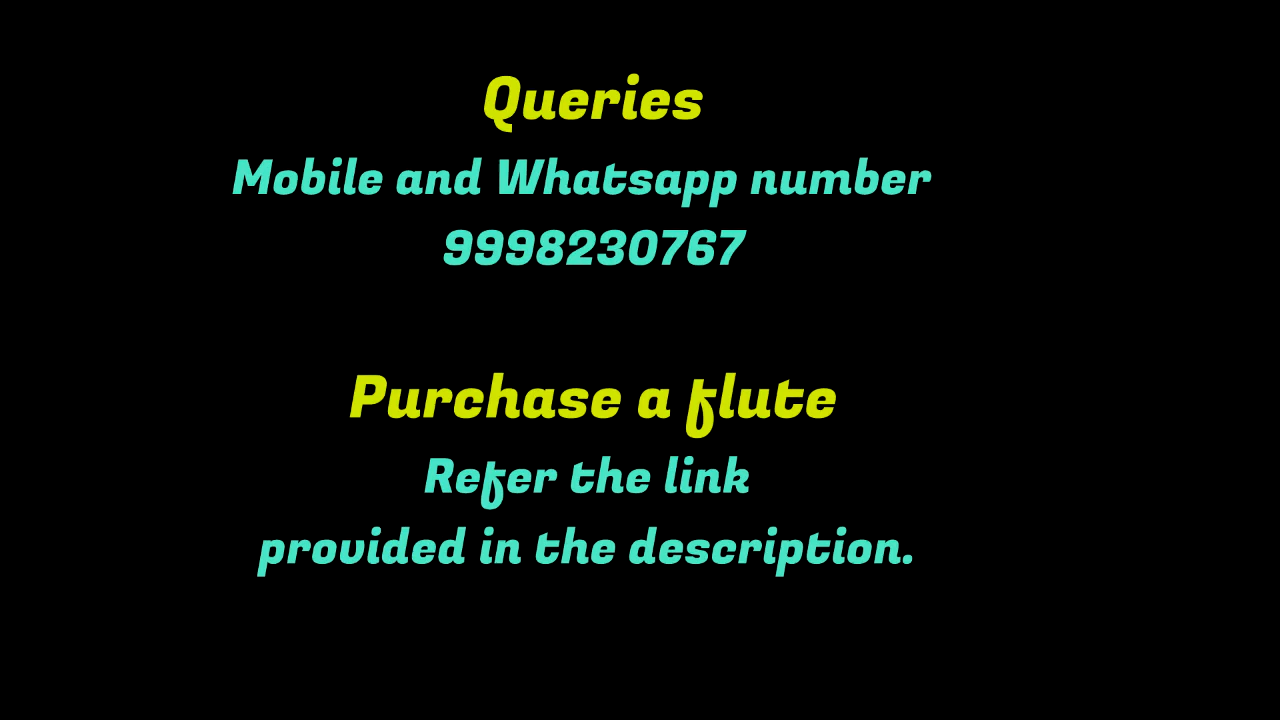 Queries
Mobile and Whatsapp number
9998230767
Purchase a flute
Refer the link
provided in the description.